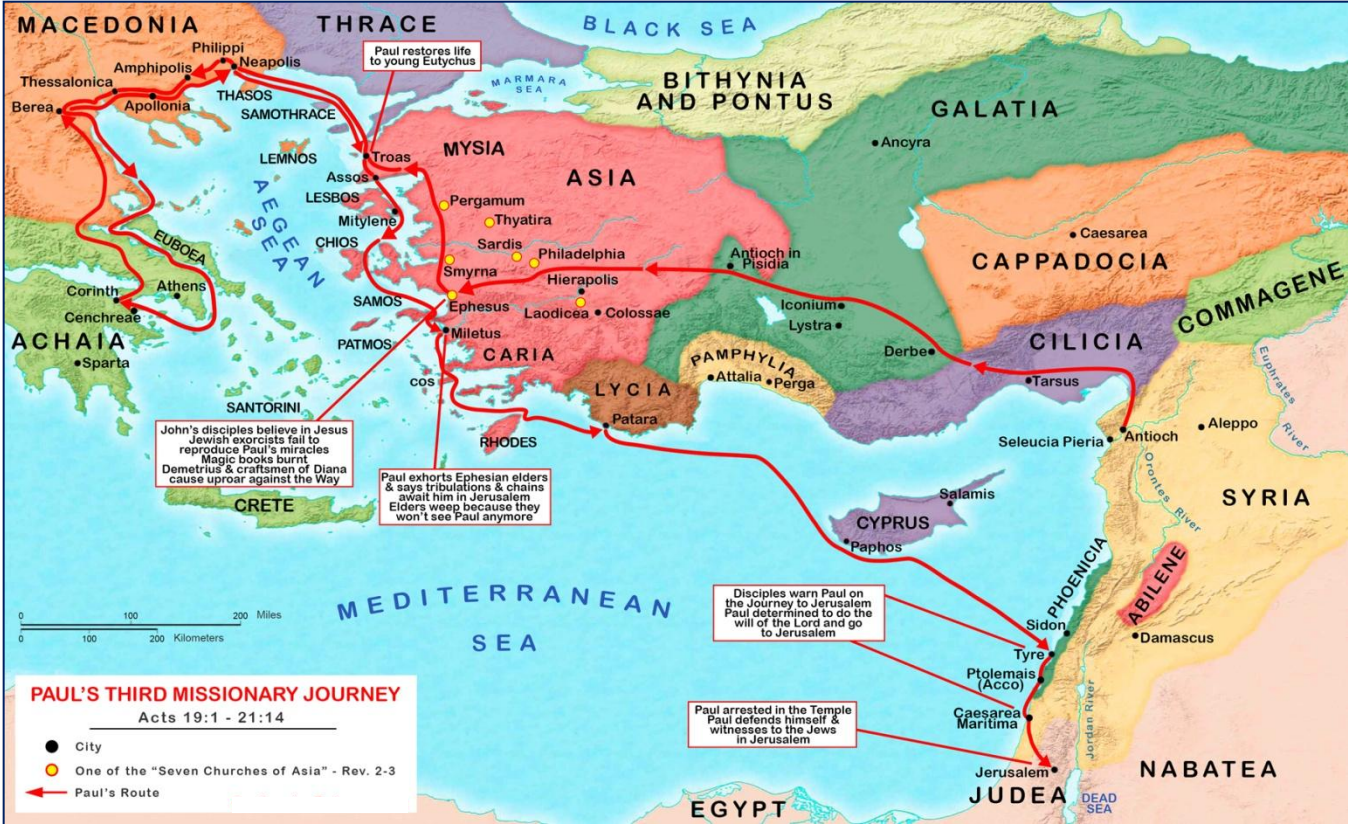 MACEDONIA
THRACE
BLACK SEA
Paul restores life
to young Eutychus
Philippi
Neapolis
Amphipolis
Thessalonica
Berea
Apollonia
THASOS
SAMOTHRACE
MARMARA
SEA
BITHYNIA
AND PONTUS
GALATIA
Ancyra
LEMNOS
Troas
MYSIA
ASIA
Assos
LESBOS
Mitylene
Pergamum
Thyatira
AEGEAN
SEA
CHIOS
Sardis
Philadelphia
Smyrna
Hierapolis
Antioch in
Pisidia
Caesarea
CAPPADOCIA
COMMAGENE
EUBOEA
Athens
Corinth
Cenchreae
ACHAIA
Sparta
SAMOS
Ephesus
Laodicea
Colossae
Iconium
Lystra
Derbe
Miletus
PATMOS
CARIA
PAMPHYLIA
Attalia
Perga
CILICIA
Tarsus
Euphrates
River
COS
LYCIA
Patara
SANTORINI
RHODES
Seleucia Pieria
Antioch
Aleppo
Orontes
River
SYRIA
John's disciples believe in Jesus
Jewish exorcists fail to
reproduce Paul's miracles
Magic books burnt
Demetrius & craftsmen of Diana
cause uproar against the Way
Paul exhorts Ephesian elders
& says tribulations & chains
await him in Jerusalem
Elders weep because they
won't see Paul anymore
CRETE
Salamis
CYPRUS
Paphos
MEDITERRANEAN
SEA
PHOENICIA
ABILENE
Disciples warn Paul on
the Journey to Jerusalem
Paul determined to do the
will of the Lord and go
to Jerusalem
Sidon
Damascus
Tyre
Ptolemais
(Acco)
0 100 200 Miles
0 100 200
Kilometers
Paul arrested in the Temple
Paul defends himself &
witnesses to the Jews
in Jerusalem
Caesarea
Maritima
Jordan River
Jerusalem
JUDEA
DEAD
SEA
NABATEA
EGYPT
PAUL'S THIRD MISSIONARY JOURNEY
Acts 19:1 - 21:14
City
One of the "Seven Churches of Asia" - Rev. 2-3
Paul's Route